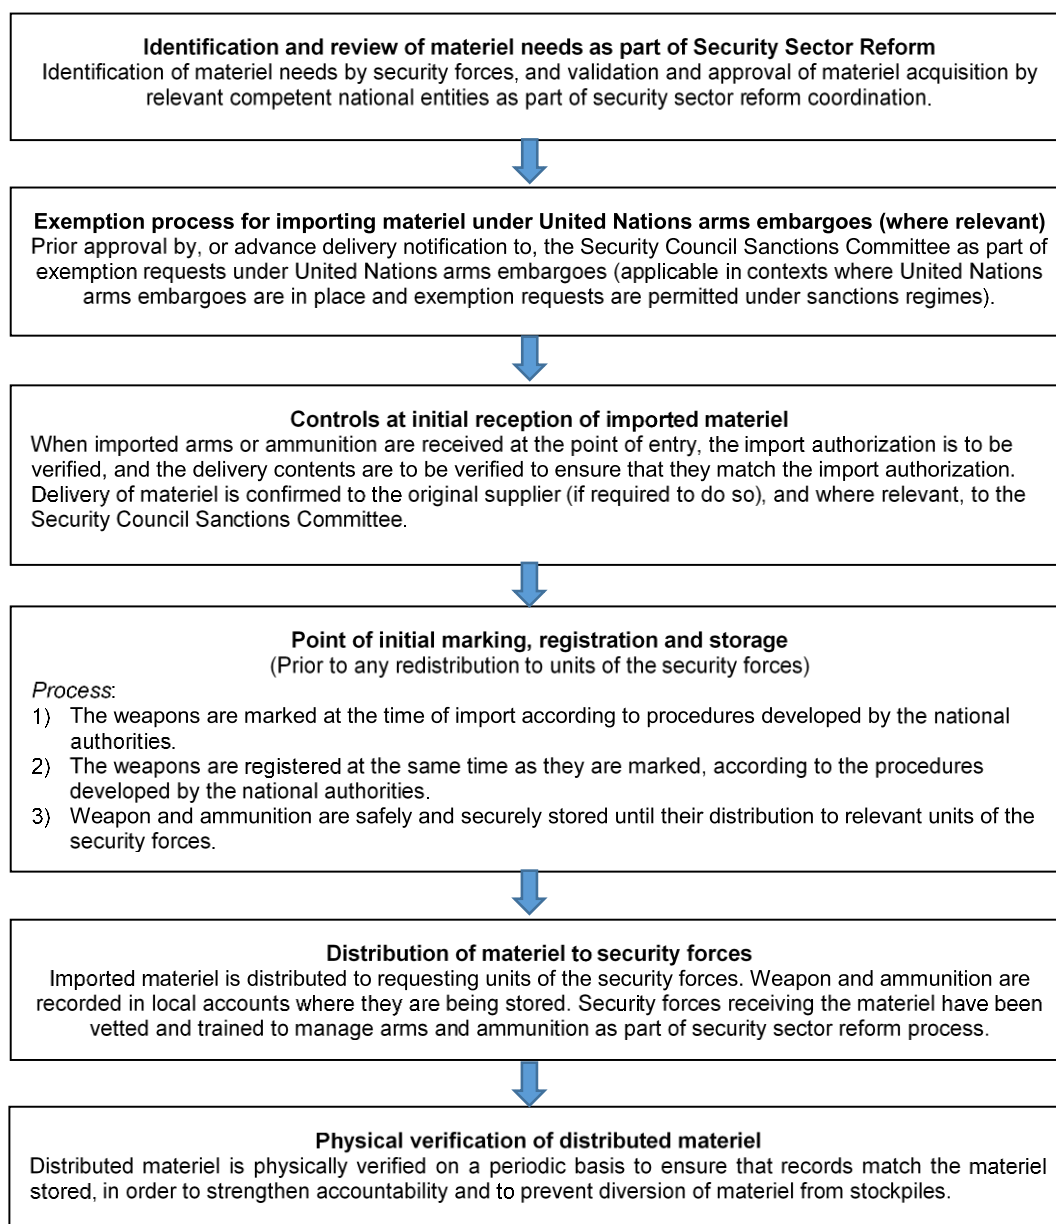 Identification and review of materiel needs as part of Security Sector Reform
Identification of materiel needs by security forces, and validation and approval of materiel acquisition by
relevant competent national entities as part of security sector reform coordination.
Exemption process for importing materiel under United Nations arms embargoes (where relevant)
Prior approval by, or advance delivery notification to, the Security Council Sanctions Committee as part of
exemption requests under United Nations arms embargoes (applicable in contexts where United Nations
arms embargoes are in place and exemption requests are permitted under sanctions regimes).
Controls at initial reception of imported materiel
When imported arms or ammunition are received at the point of entry, the import authorization is to be
verified, and the delivery contents are to be verified to ensure that they match the import authorization.
Delivery of materiel is confirmed to the original supplier (if required to do so), and where relevant, to the
Security Council Sanctions Committee.
Point of initial marking, registration and storage
(Prior to any redistribution to units of the security forces)
Process:
1) The weapons are marked at the time of import according to procedures developed by the national
authorities.
2) The weapons are registered at the same time as they are marked, according to the procedures
developed by the national authorities.
3) Weapon and ammunition are safely and securely stored until their distribution to relevant units of the
security forces.
Distribution of materiel to security forces
Imported materiel is distributed to requesting units of the security forces. Weapon and ammunition are
recorded in local accounts where they are being stored. Security forces receiving the materiel have been
vetted and trained to manage arms and ammunition as part of security sector reform process.
Physical verification of distributed materiel
Distributed materiel is physically verified on a periodic basis to ensure that records match the materiel
stored, in order to strengthen accountability and to prevent diversion of materiel from stockpiles.